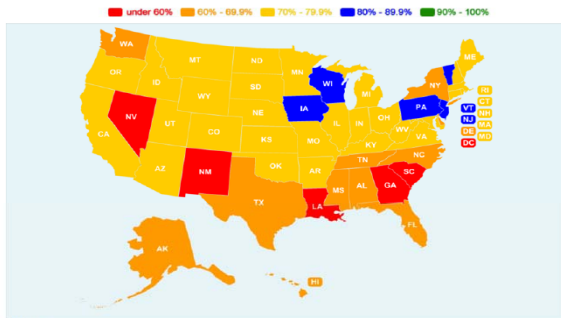 under 60% 60% - 69.9% 70% - 79.9% 80% - 89.9% 90% - 100%
WA
MT ND
OR ID MN
WI MI NY ME
SD
WY
IA PA
NE
NV UT CO IL IN OH
CA KS MO WV VA
KY
AZ NM OK AR TN NC
SC
MS AL GA
TX LA
FL
AK
HI
RI
CT
VT NH
NJ MA
DE MD
DC